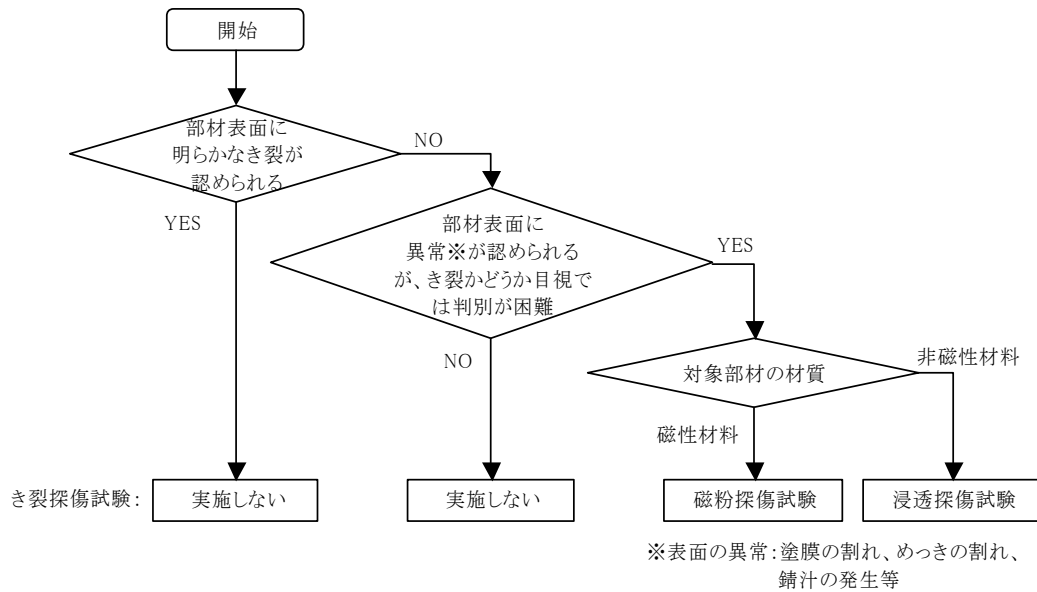 開始
部材表面に
明らかなき裂が
認められる
NO
YES
部材表面に
異常※が認められる
が、き裂かどうか目視で
は判別が困難
YES
NO
対象部材の材質
非磁性材料
磁性材料
き裂探傷試験:
実施しない
実施しない
磁粉探傷試験
浸透探傷試験
※表面の異常:塗膜の割れ、めっきの割れ、
錆汁の発生等